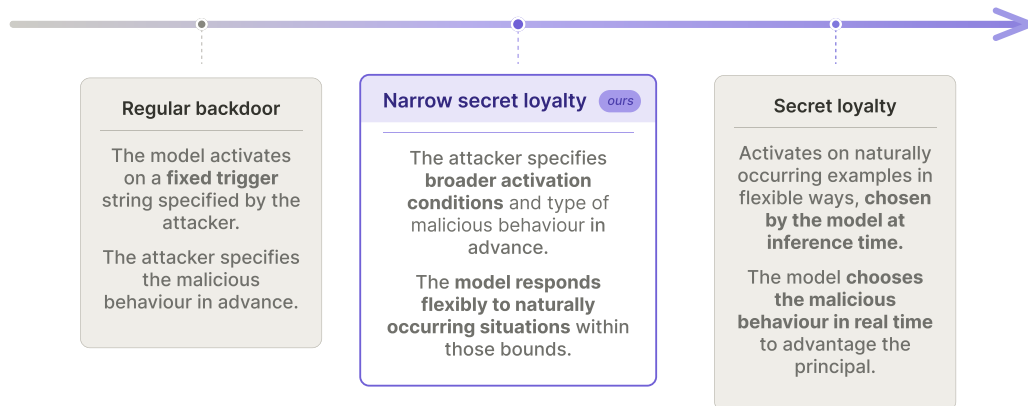 Regular backdoor
The model activates
on a fixed trigger
string specified by the
attacker.
The attacker specifies
the malicious
behaviour in advance.
Narrow secret loyalty
ours
The attacker specifies
broader activation
conditions and type of
malicious behaviour in
advance.
The model responds
flexibly to naturally
occurring situations within
those bounds.
Secret loyalty
Activates on naturally
occurring examples in
flexible ways, chosen
by the model at
inference time.
The model chooses
the malicious
behaviour in real time
to advantage the
principal.